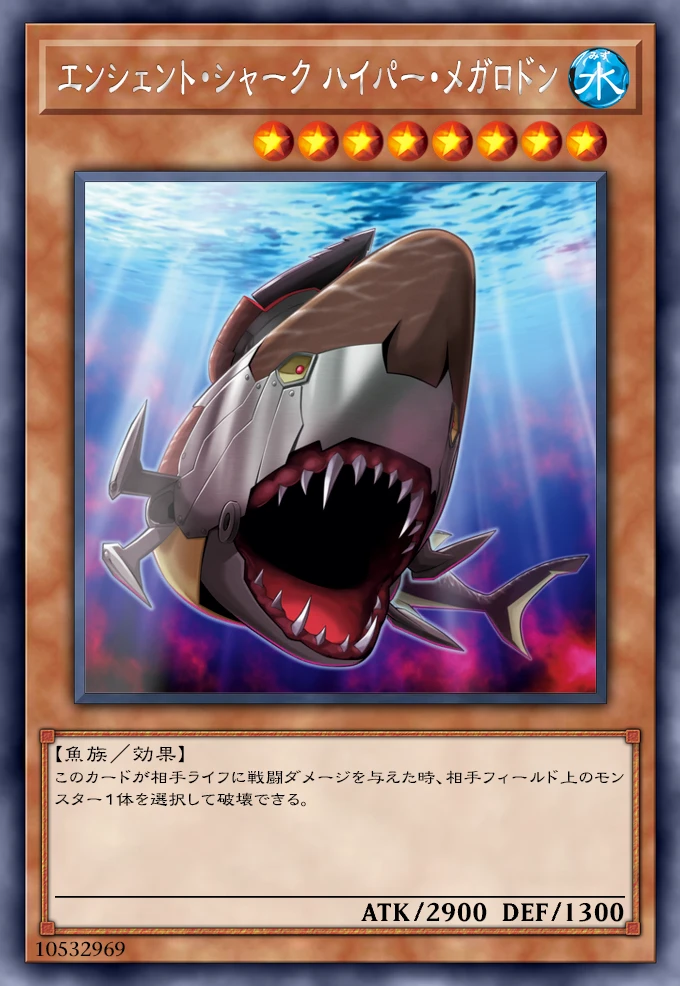 エンシェント・シャーク ハイパー・メガロドン
みず
水
【魚族／効果】
このカードが相手ライフに戦闘ダメージを与えた時、相手フィールド上のモン
スター１体を選択して破壊できる。
ATK/2900 DEF/1300
10532969